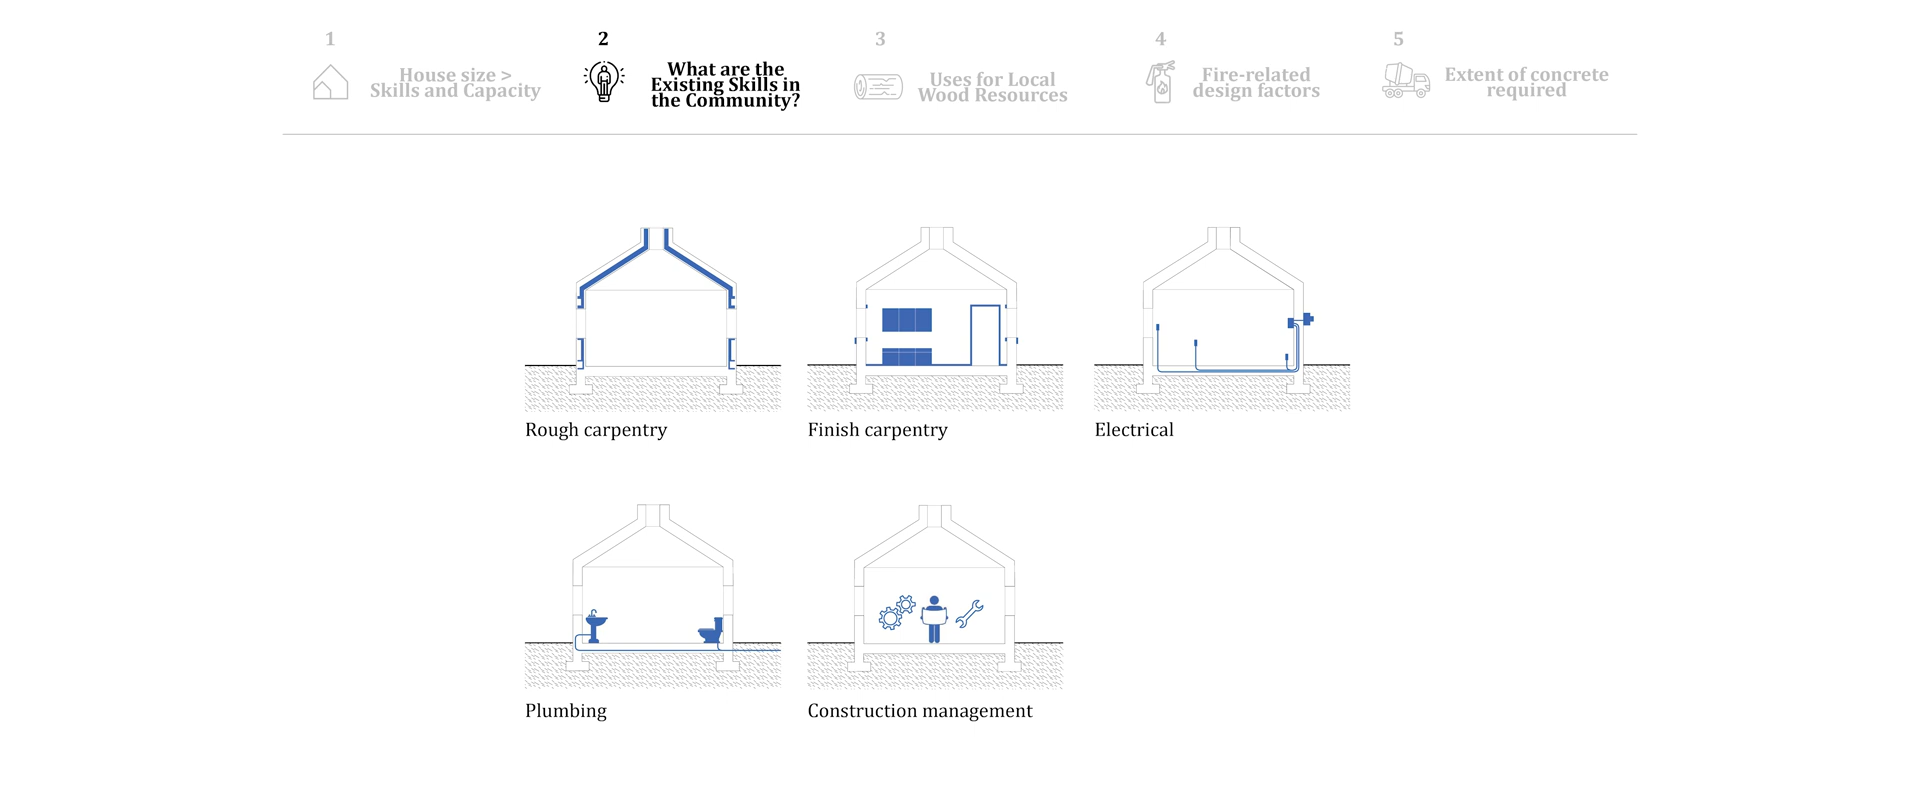 1
House size >
Skills and Capacity
2
What are the
Existing Skills in
the Community?
3
Uses for Local
Wood Resources
4
Fire-related
design factors
5
Extent of concrete
required
Rough carpentry
Finish carpentry
Electrical
Plumbing
Construction management